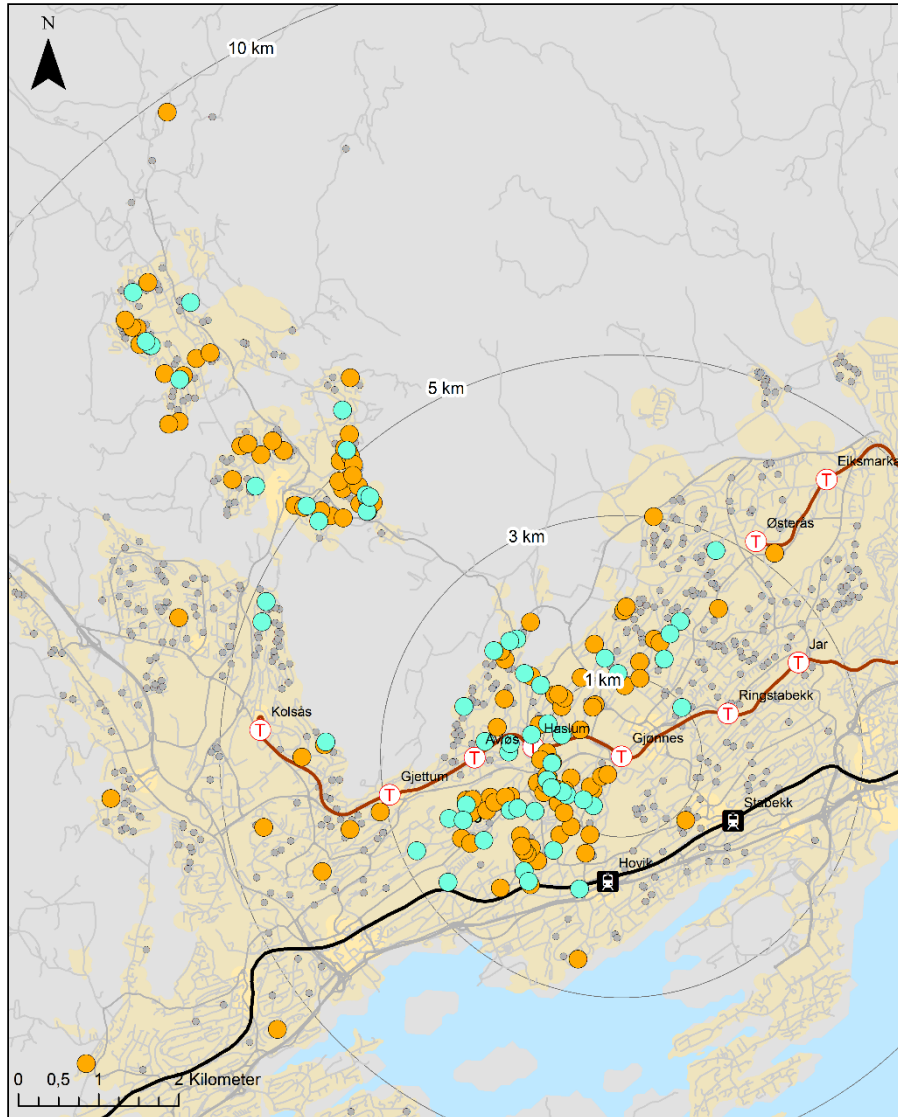 N
10 km
5 km
3 km
Eiksmarka
T
Østerås
T
Jar
T
1 km
Ringstabekk
T
Kolsås
T
Haslum
Avløs
T
Gjønnes
T
Gjettum
T
Stabekk
Høvik
0 0,5 1 2 Kilometer